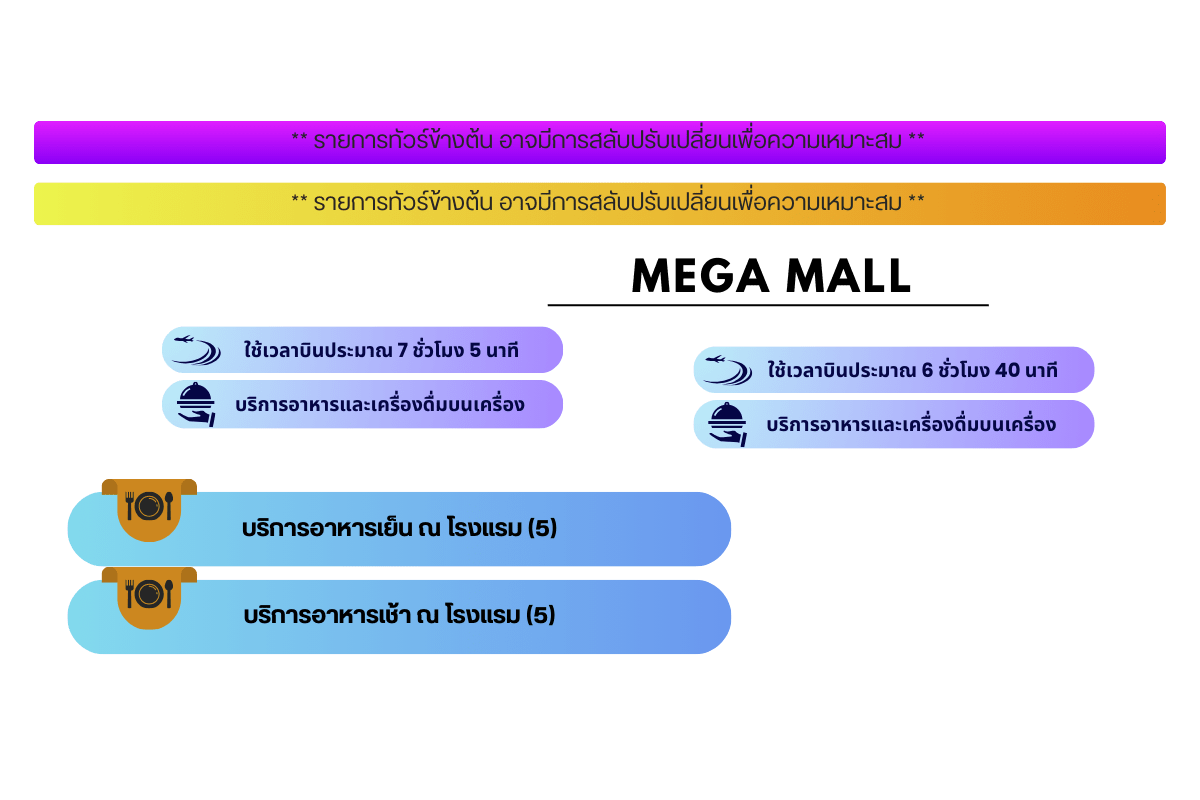 ** รายการทัวร์ข้างต้น อาจมีการสลับปรับเปลี่ยนเพื่อความเหมาะสม **
** รายการทัวร์ข้างต้น อาจมีการสลับปรับเปลี่ยนเพื่อความเหมาะสม **
MEGA MALL
ใช้เวลาบินประมาณ 7 ชั่วโมง 5 นาที
บริการอาหารและเครื่องดื่มบนเครื่อง
ใช้เวลาบินประมาณ 6 ชั่วโมง 40 นาที
บริการอาหารและเครื่องดื่มบนเครื่อง
บริการอาหารเย็น ณ โรงแรม (5)
บริการอาหารเช้า ณ โรงแรม (5)